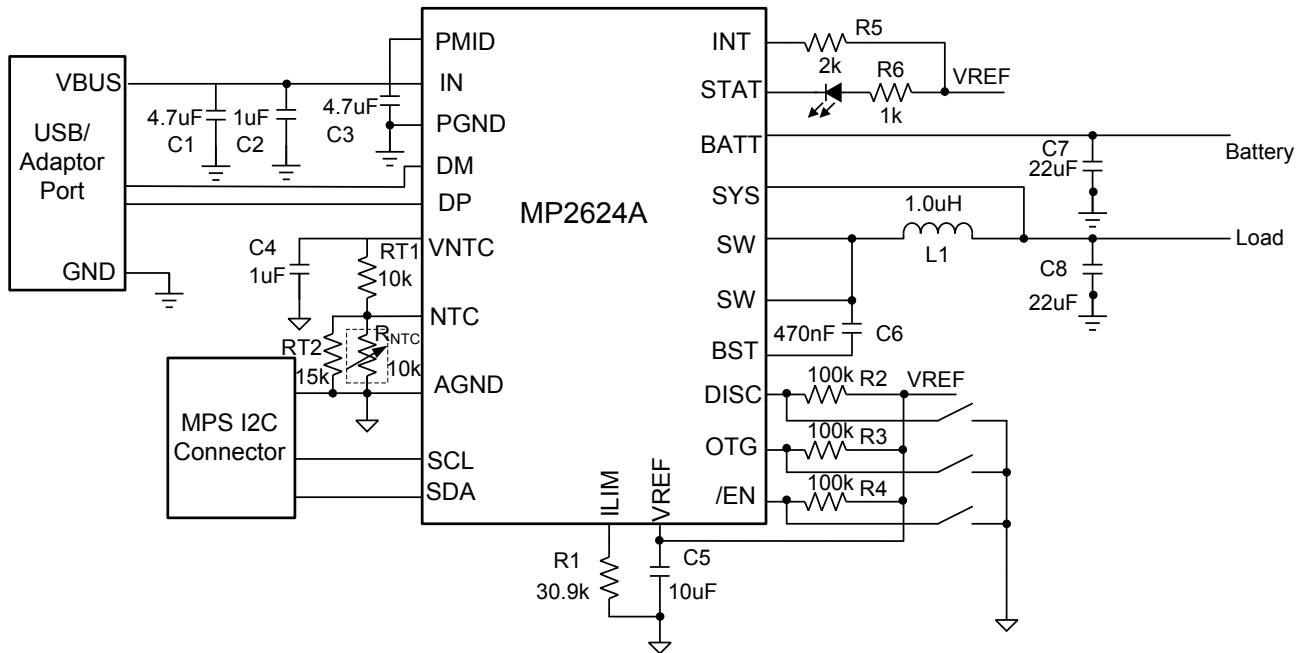 VBUS
USB/
Adaptor
Port
GND
4.7uF
C1
1uF
C2
4.7uF
C3
C4
1uF
RT1
10k
RT2
15k
RNTC
10k
MPS I2C
Connector
PMID
IN
PGND
DM
DP
VNTC
NTC
AGND
SCL
SDA
MP2624A
ILIM
VREF
INT
STAT
BATT
SYS
SW
SW
BST
DISC
OTG
/EN
R5
2k
R6
1k
VREF
C7
22uF
Battery
1.0uH
L1
Load
C8
22uF
470nF
C6
100k
R2
VREF
100k
R3
100k
R4
R1
30.9k
C5
10uF